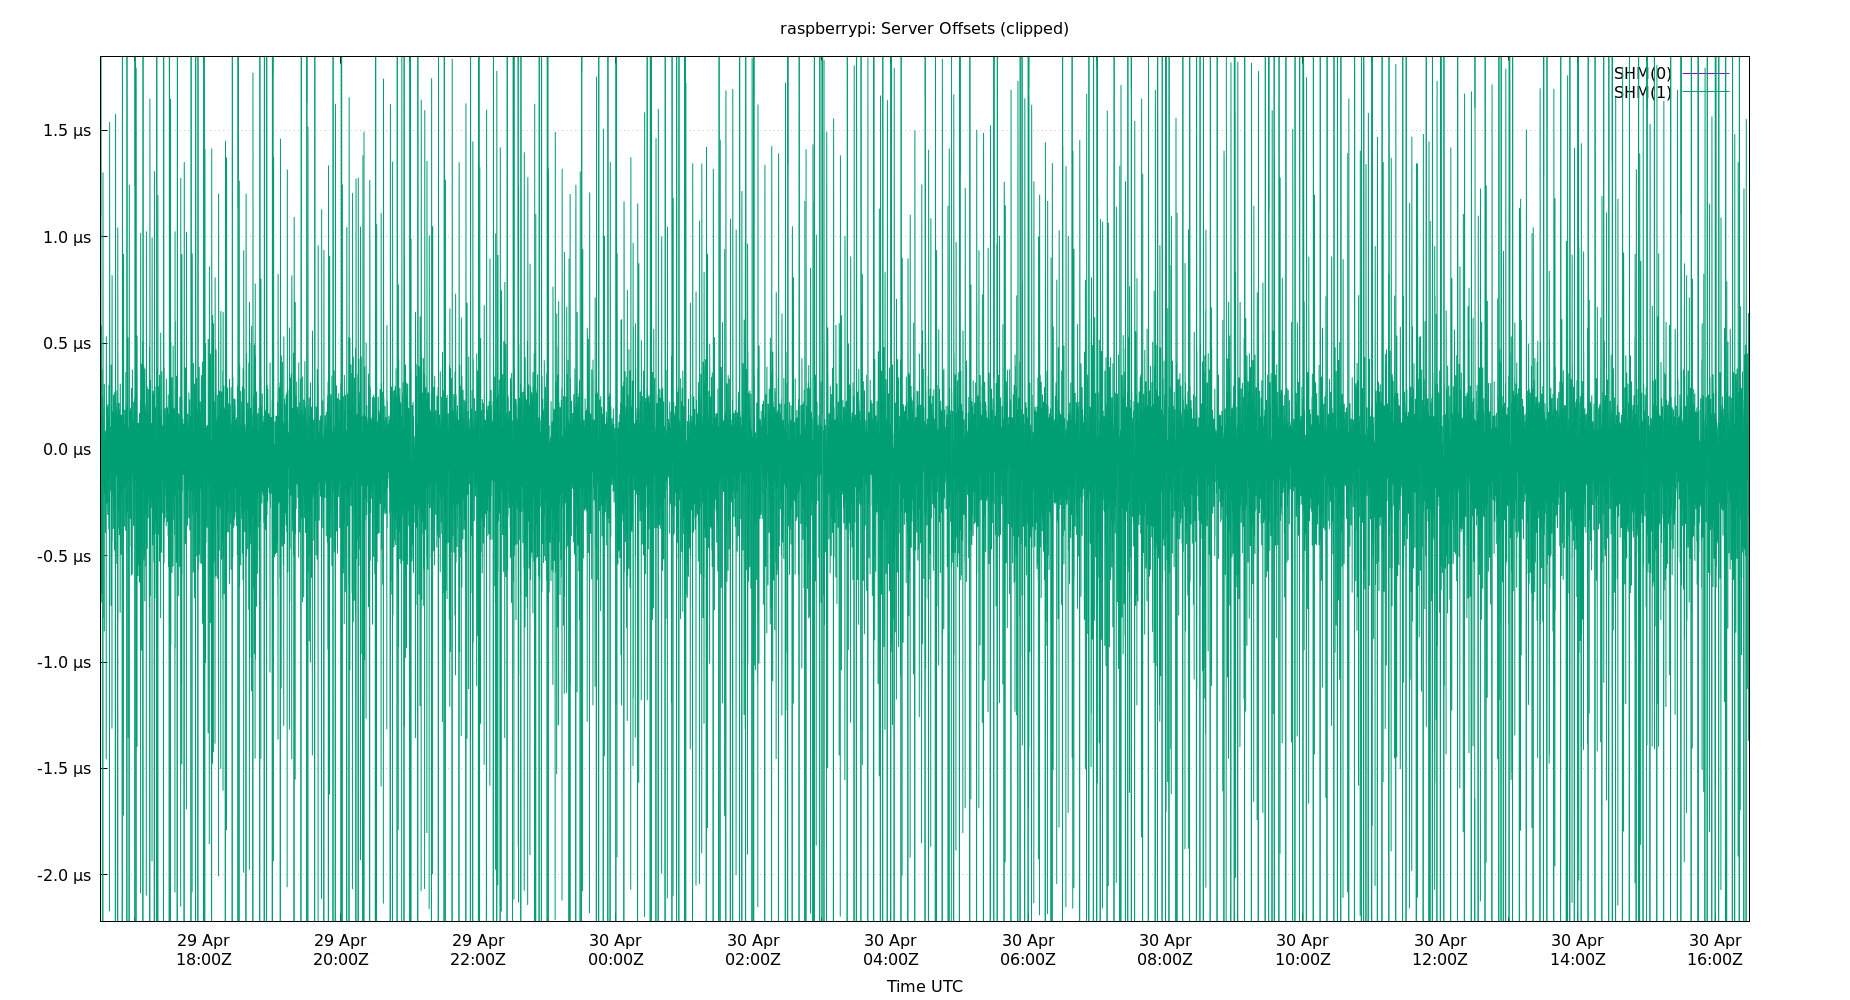 raspberrypi: Server Offsets (clipped)
SHM(0)
SHM(1)
1.5 µs
1.0 µs
0.5 µs
0.0 µs
-0.5 µs
-1.0 µs
-1.5 µs
-2.0 µs
29 Apr 29 Apr 29 Apr 30 Apr 30 Apr 30 Apr 30 Apr 30 Apr 30 Apr 30 Apr 30 Apr 30 Apr
18:00Z 20:00Z 22:00Z 00:00Z 02:00Z 04:00Z 06:00Z 08:00Z 10:00Z 12:00Z 14:00Z 16:00Z
Time UTC